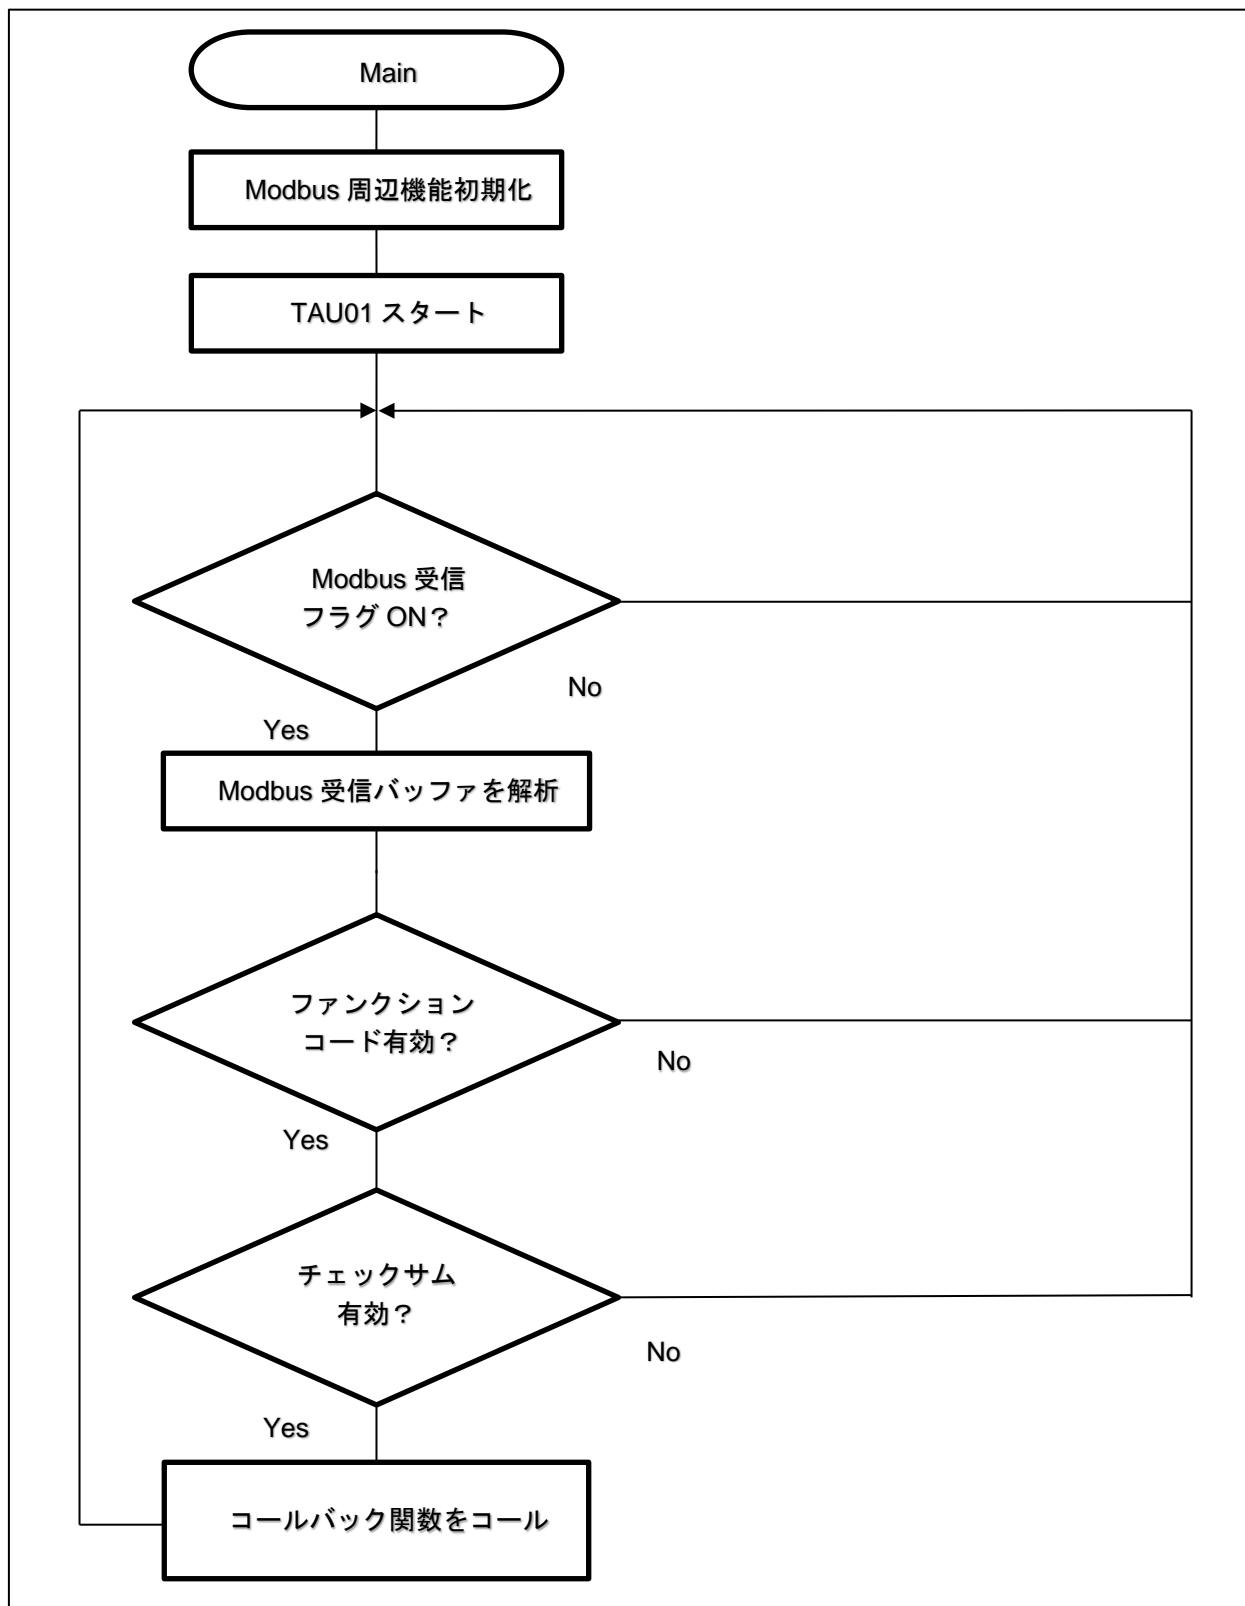 Main
Modbus 周辺機能初期化
TAU01 スタート
Modbus 受信
フラグ ON？
No
Yes
Modbus 受信バッファを解析
ファンクション
コード有効？
No
Yes
チェックサム
有効？
No
Yes
コールバック関数をコール